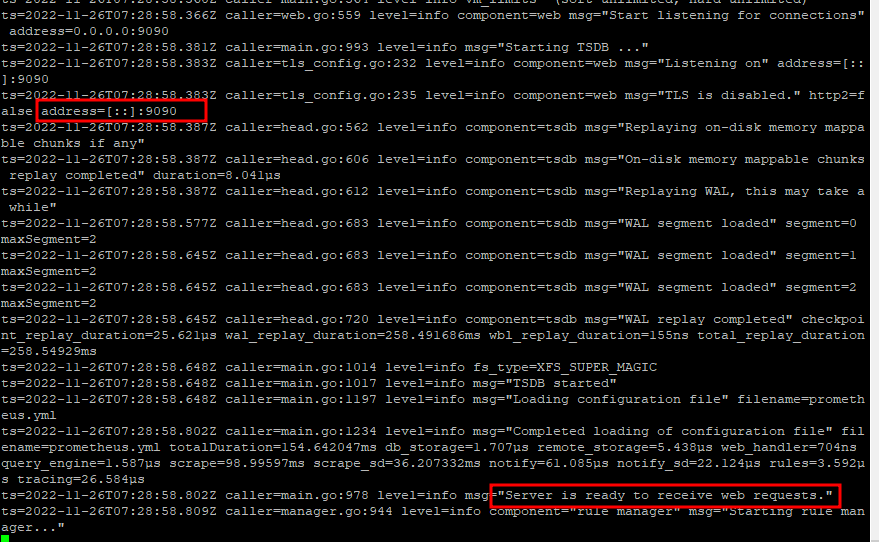 ts=2022-11-26T07:28:58.366Z caller=web.go:559 level=info component=web msg="Start listening for connections"
 address=0.0.0.0:9090
ts=2022-11-26T07:28:58.381Z caller=main.go:993 level=info msg="Starting TSDB ..."
ts=2022-11-26T07:28:58.383Z caller=tls_config.go:232 level=info component=web msg="Listening on" address=[::
]:9090
ts=2022-11-26T07:28:58.383Z caller=tls_config.go:235 level=info component=web msg="TLS is disabled." http2=f
alse address=[::]:9090
ts=2022-11-26T07:28:58.387Z caller=head.go:562 level=info component=tsdb msg="Replaying on-disk memory mappa
ble chunks if any"
ts=2022-11-26T07:28:58.387Z caller=head.go:606 level=info component=tsdb msg="On-disk memory mappable chunks
 replay completed" duration=8.041µs
ts=2022-11-26T07:28:58.387Z caller=head.go:612 level=info component=tsdb msg="Replaying WAL, this may take a
 while"
ts=2022-11-26T07:28:58.577Z caller=head.go:683 level=info component=tsdb msg="WAL segment loaded" segment=0
maxSegment=2
ts=2022-11-26T07:28:58.645Z caller=head.go:683 level=info component=tsdb msg="WAL segment loaded" segment=1
maxSegment=2
ts=2022-11-26T07:28:58.645Z caller=head.go:683 level=info component=tsdb msg="WAL segment loaded" segment=2
maxSegment=2
ts=2022-11-26T07:28:58.645Z caller=head.go:720 level=info component=tsdb msg="WAL replay completed" checkpoi
nt_replay_duration=25.621µs wal_replay_duration=258.491686ms wbl_replay_duration=155ns total_replay_duration
=258.54929ms
ts=2022-11-26T07:28:58.648Z caller=main.go:1014 level=info fs_type=XFS_SUPER_MAGIC
ts=2022-11-26T07:28:58.648Z caller=main.go:1017 level=info msg="TSDB started"
ts=2022-11-26T07:28:58.648Z caller=main.go:1197 level=info msg="Loading configuration file" filename=prometh
eus.yml
ts=2022-11-26T07:28:58.802Z caller=main.go:1234 level=info msg="Completed loading of configuration file" fil
ename=prometheus.yml totalDuration=154.642047ms db_storage=1.707µs remote_storage=5.438µs web_handler=704ns
query_engine=1.587µs scrape=98.99597ms scrape_sd=36.207332ms notify=61.085µs notify_sd=22.124µs rules=3.592µ
s tracing=26.584µs
ts=2022-11-26T07:28:58.802Z caller=main.go:978 level=info msg="Server is ready to receive web requests."
ts=2022-11-26T07:28:58.809Z caller=manager.go:944 level=info component="rule manager" msg="Starting rule man
ager..."